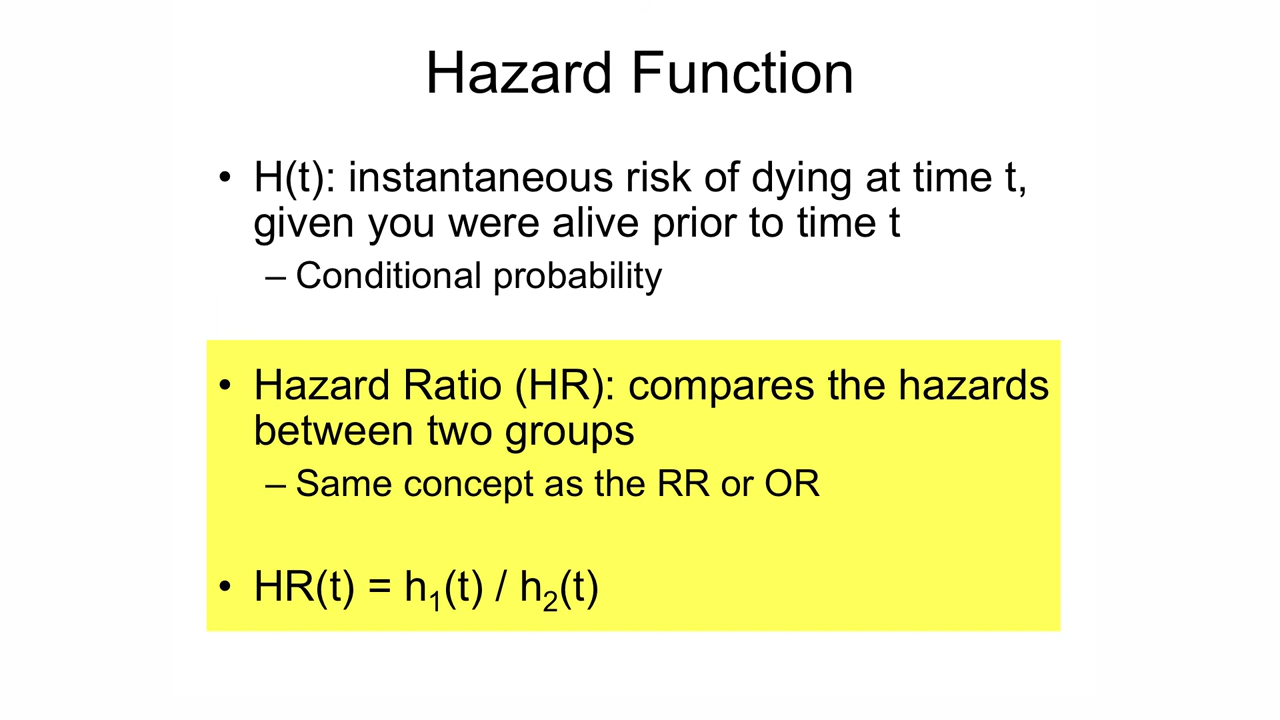 Hazard Function
• H(t): instantaneous risk of dying at time t,
given you were alive prior to time t
– Conditional probability
• Hazard Ratio (HR): compares the hazards
between two groups
– Same concept as the RR or OR
• HR(t) = h₁(t) / h₂(t)